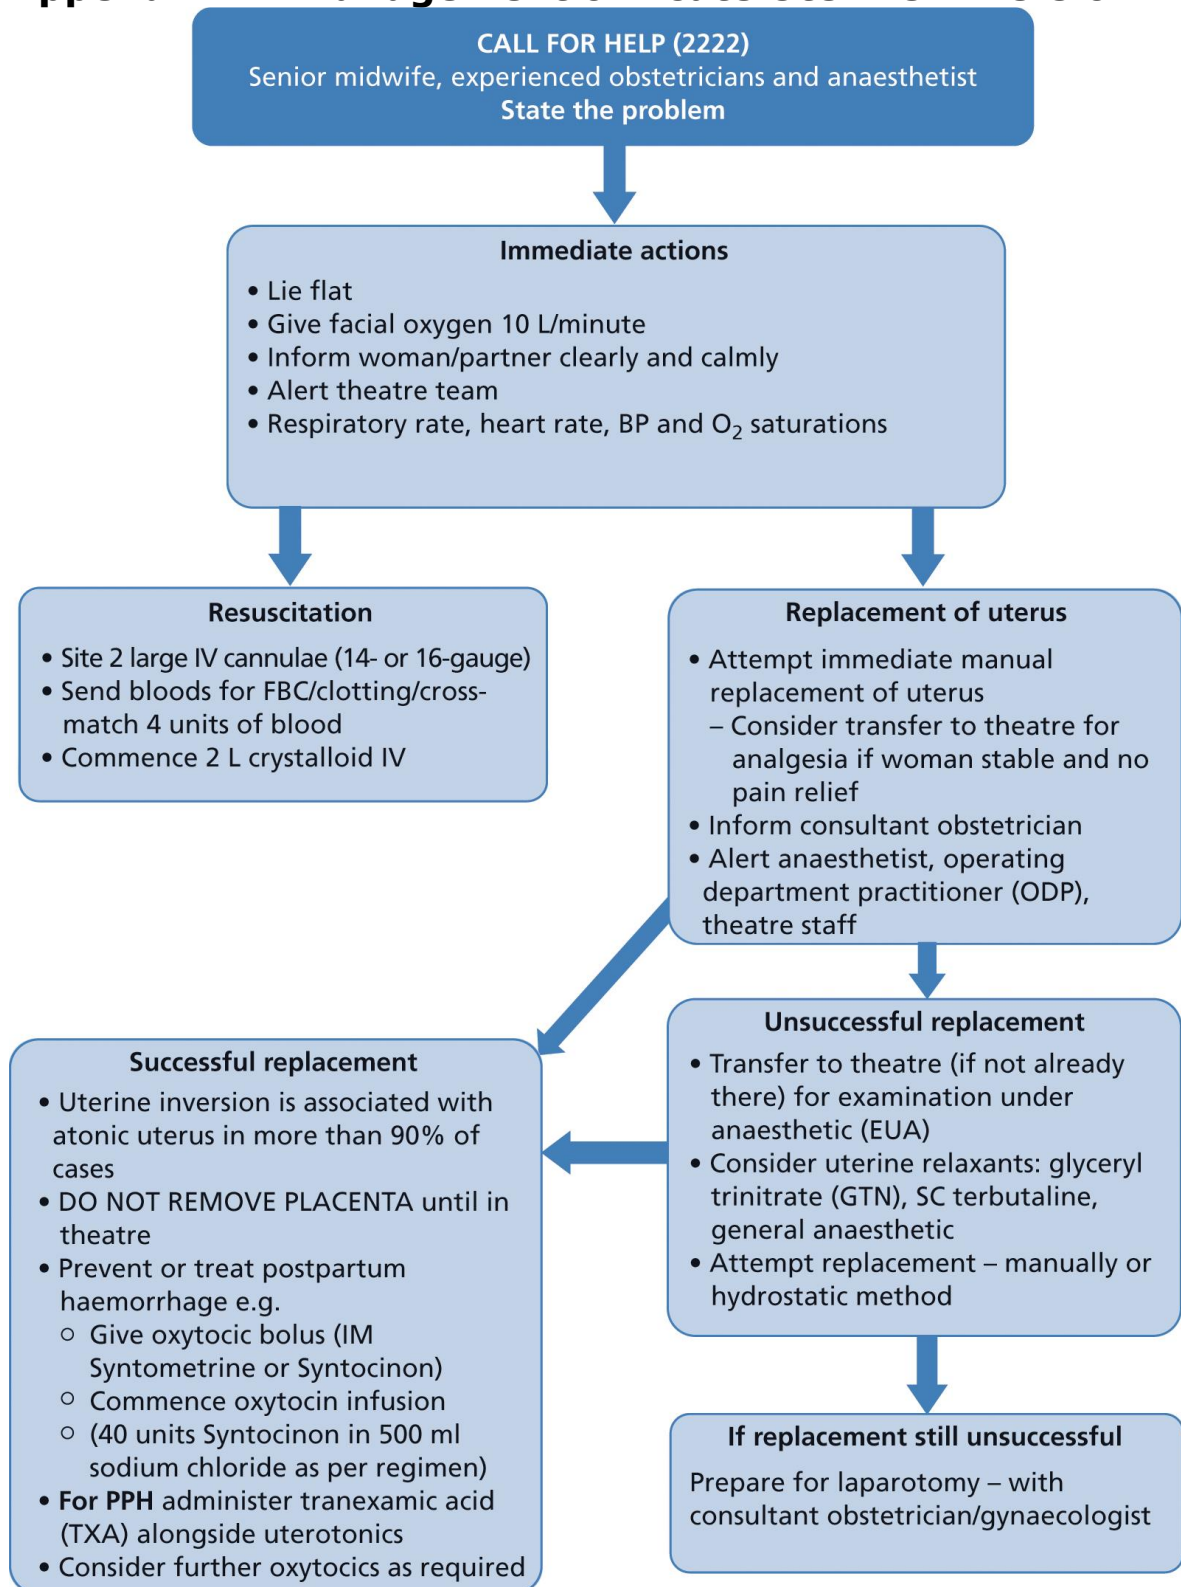 CALL FOR HELP (2222)
Senior midwife, experienced obstetricians and anaesthetist
State the problem
Immediate actions
• Lie flat
• Give facial oxygen 10 L/minute
• Inform woman/partner clearly and calmly
• Alert theatre team
• Respiratory rate, heart rate, BP and O₂ saturations
Resuscitation
• Site 2 large IV cannulae (14- or 16-gauge)
• Send bloods for FBC/clotting/cross-
match 4 units of blood
• Commence 2 L crystalloid IV
Replacement of uterus
• Attempt immediate manual
replacement of uterus
– Consider transfer to theatre for
analgesia if woman stable and no
pain relief
• Inform consultant obstetrician
• Alert anaesthetist, operating
department practitioner (ODP),
theatre staff
Unsuccessful replacement
• Transfer to theatre (if not already
there) for examination under
anaesthetic (EUA)
• Consider uterine relaxants: glyceryl
trinitrate (GTN), SC terbutaline,
general anaesthetic
• Attempt replacement – manually or
hydrostatic method
Successful replacement
• Uterine inversion is associated with
atonic uterus in more than 90% of
cases
• DO NOT REMOVE PLACENTA until in
theatre
• Prevent or treat postpartum
haemorrhage e.g.
○ Give oxytocic bolus (IM
Syntometrine or Syntocinon)
○ Commence oxytocin infusion
○ (40 units Syntocinon in 500 ml
sodium chloride as per regimen)
• For PPH administer tranexamic acid
(TXA) alongside uterotonics
• Consider further oxytocics as required
If replacement still unsuccessful
Prepare for laparotomy – with
consultant obstetrician/gynaecologist